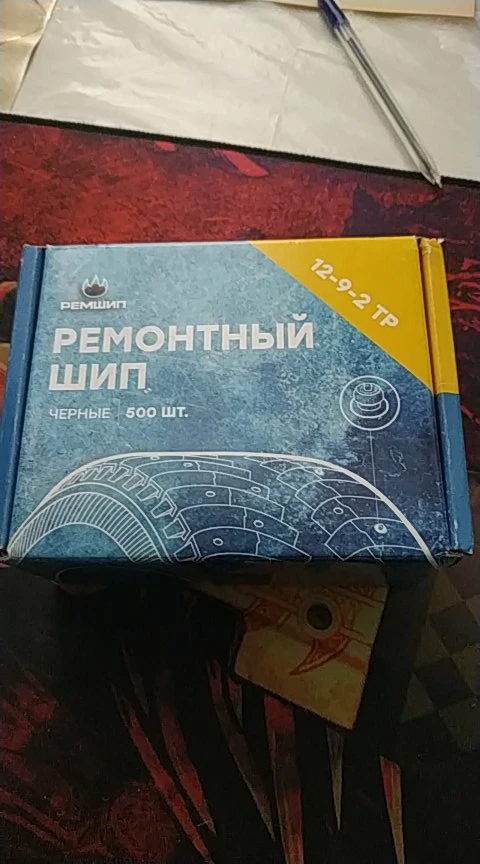 12-9-2 ТР
РЕМШИП
РЕМОНТНЫЙ
ШИП
ЧЕРНЫЕ | 500 ШТ.